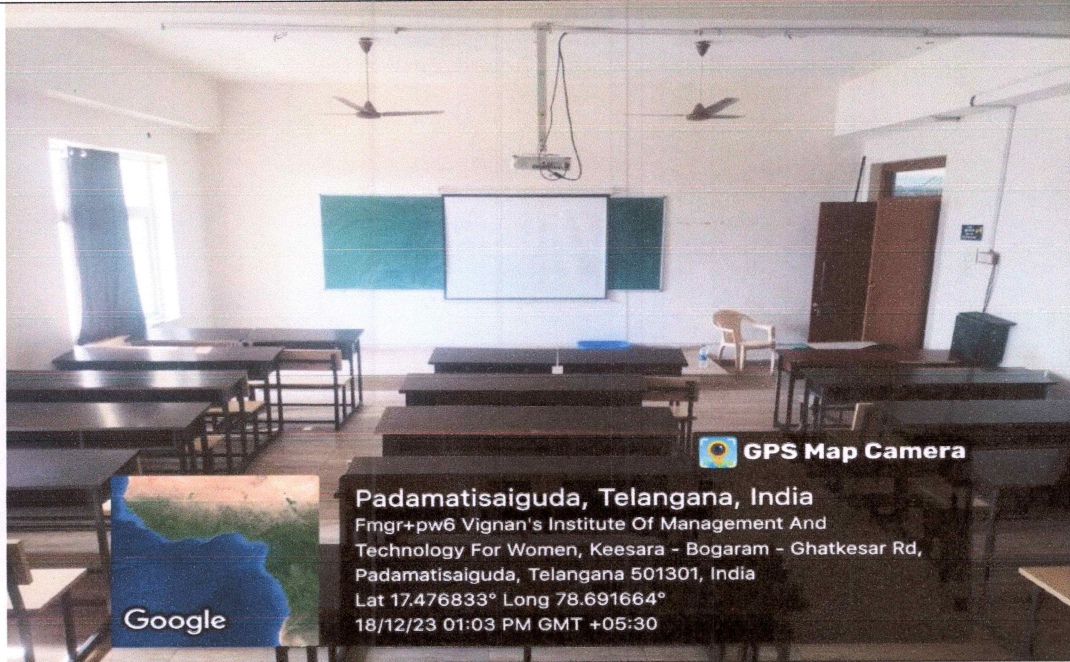 GPS Map Camera
Padamatisaiguda, Telangana, India
Fmgr+pw6 Vignan's Institute Of Management And
Technology For Women, Keesara - Bogaram - Ghatkesar Rd,
Padamatisaiguda, Telangana 501301, India
Lat 17.476833° Long 78.691664°
18/12/23 01:03 PM GMT +05:30
Google